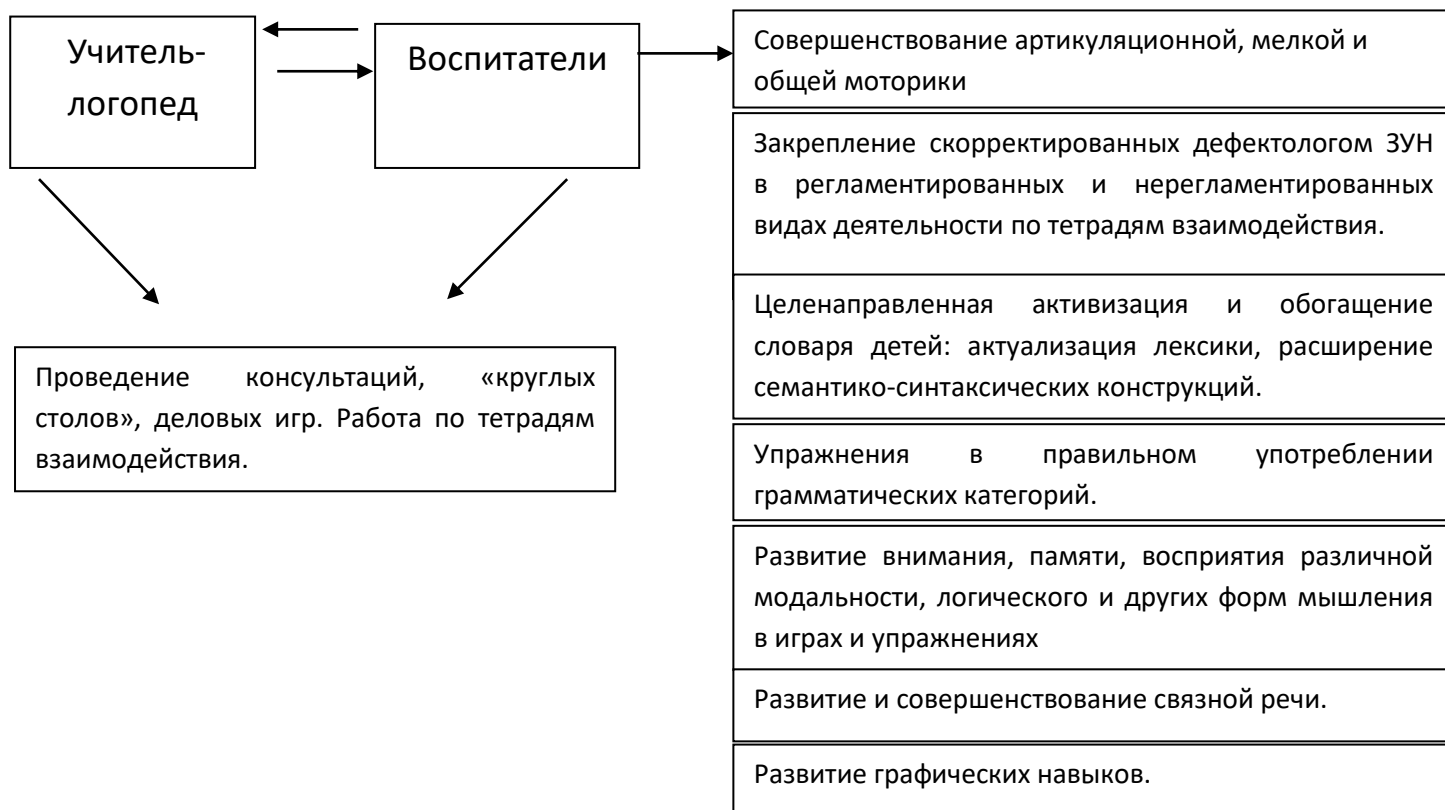 Учитель-
логопед
Воспитатели
Проведение консультаций, «круглых
столов», деловых игр. Работа по тетрадям
взаимодействия.
Совершенствование артикуляционной, мелкой и
общей моторики
Закрепление скорректированных дефектологом ЗУН
в регламентированных и нерегламентированных
видах деятельности по тетрадям взаимодействия.
Целенаправленная активизация и обогащение
словаря детей: актуализация лексики, расширение
семантико-синтаксических конструкций.
Упражнения в правильном употреблении
грамматических категорий.
Развитие внимания, памяти, восприятия различной
модальности, логического и других форм мышления
в играх и упражнениях
Развитие и совершенствование связной речи.
Развитие графических навыков.